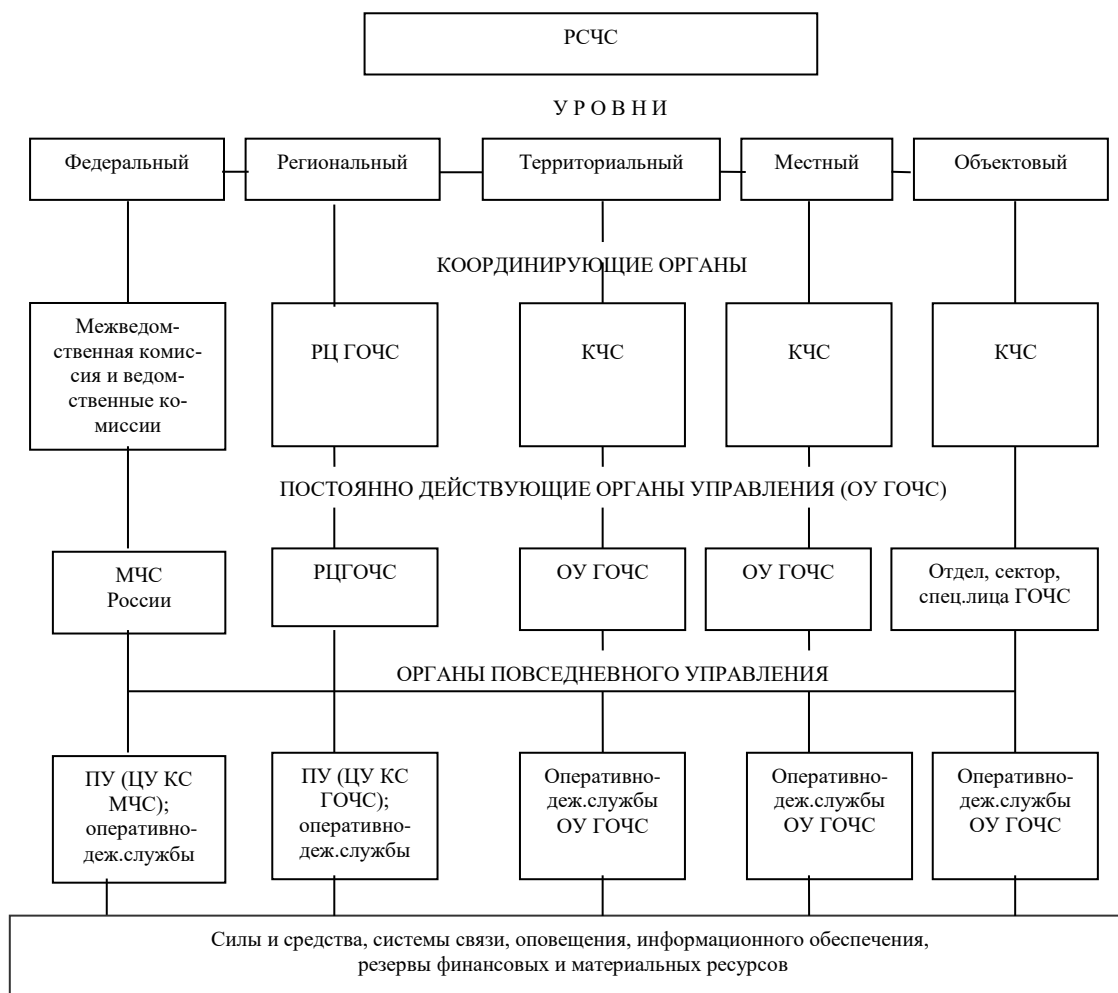 РСЧС
У Р О В Н И
Федеральный
Региональный
Территориальный
Местный
Объектовый
КООРДИНИРУЮЩИЕ ОРГАНЫ
Межведом-
ственная комис-
сия и ведом-
ственные ко-
миссии
РЦ ГОЧС
КЧС
КЧС
КЧС
ПОСТОЯННО ДЕЙСТВУЮЩИЕ ОРГАНЫ УПРАВЛЕНИЯ (ОУ ГОЧС)
МЧС
России
РЦГОЧС
ОУ ГОЧС
ОУ ГОЧС
Отдел, сектор,
спец.лица ГОЧС
ОРГАНЫ ПОВСЕДНЕВНОГО УПРАВЛЕНИЯ
ПУ (ЦУ КС
МЧС);
оперативно-
деж.службы
ПУ (ЦУ КС
ГОЧС);
оперативно-
деж.службы
Оперативно-
деж.службы
ОУ ГОЧС
Оперативно-
деж.службы
ОУ ГОЧС
Оперативно-
деж.службы
ОУ ГОЧС
Силы и средства, системы связи, оповещения, информационного обеспечения,
резервы финансовых и материальных ресурсов